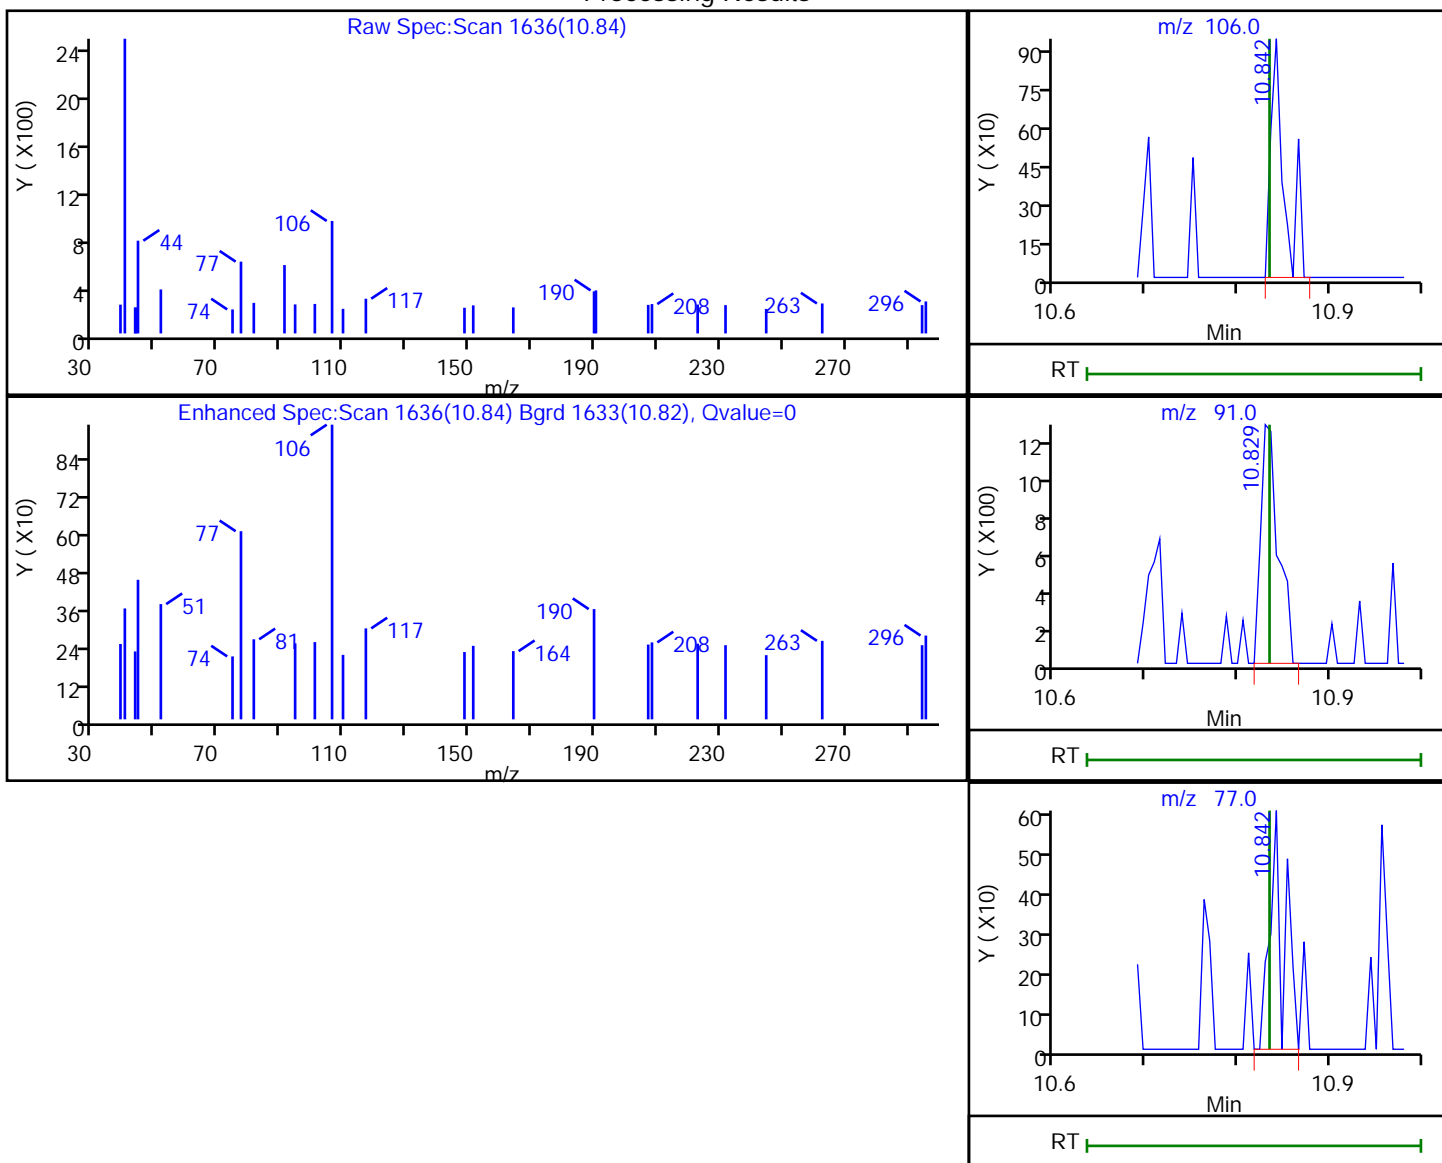 Processing Results
Raw Spec:Scan 1636(10.84)
Y ( X100)
24
20
16
12
8
4
0
44
77
74
106
117
190
208
263
296
30 70 110 150 190 230 270
m/z
m/z 106.0
Y ( X10)
90
75
60
45
30
15
0
10.842
10.6 10.9
Min
RT
Enhanced Spec:Scan 1636(10.84) Bgrd 1633(10.82), Qvalue=0
Y ( X10)
84
72
60
48
36
24
12
0
106
77
51
74
81
117
190
164
208
263
296
30 70 110 150 190 230 270
m/z
m/z 91.0
Y ( X100)
12
10
8
6
4
2
0
10.829
10.6 10.9
Min
RT
m/z 77.0
Y ( X10)
60
50
40
30
20
10
0
10.842
10.6 10.9
Min
RT